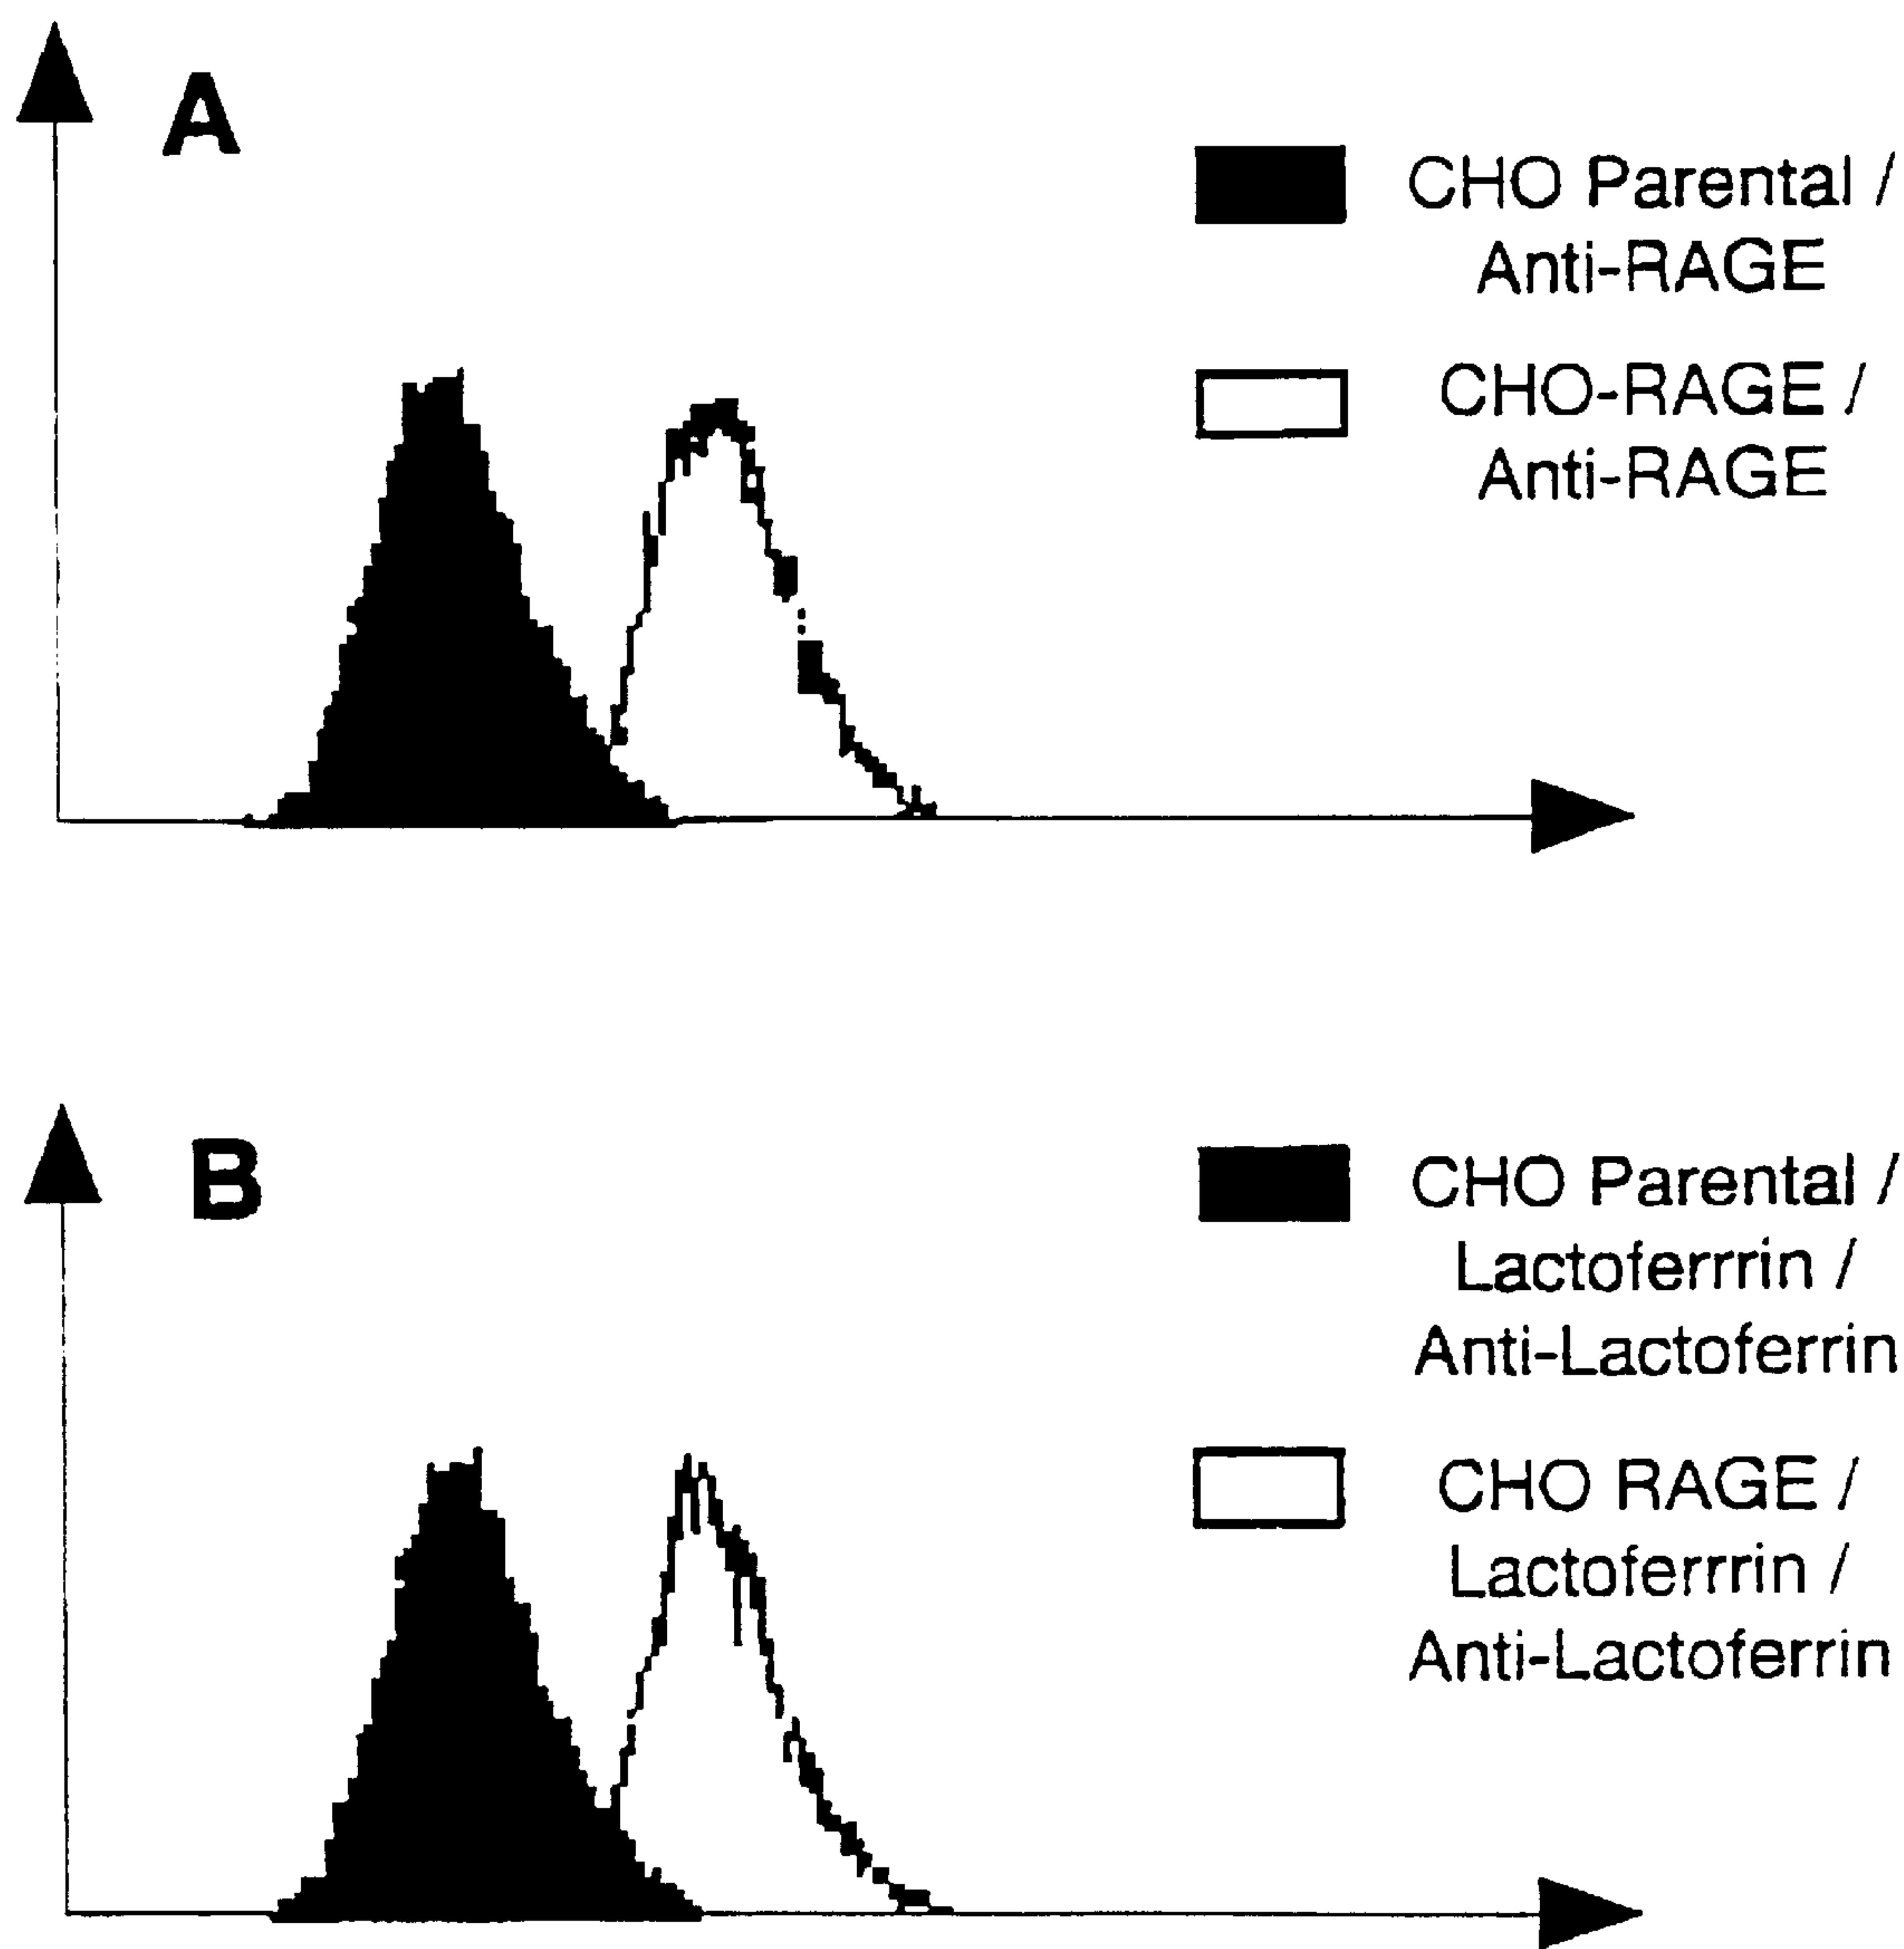 A
CHO Parental /
Anti-RAGE
CHO-RAGE /
Anti-RAGE
B
CHO Parental /
Lactoferrrin /
Anti-Lactoferrin
CHO RAGE /
Lactoferrrin /
Anti-Lactoferrin